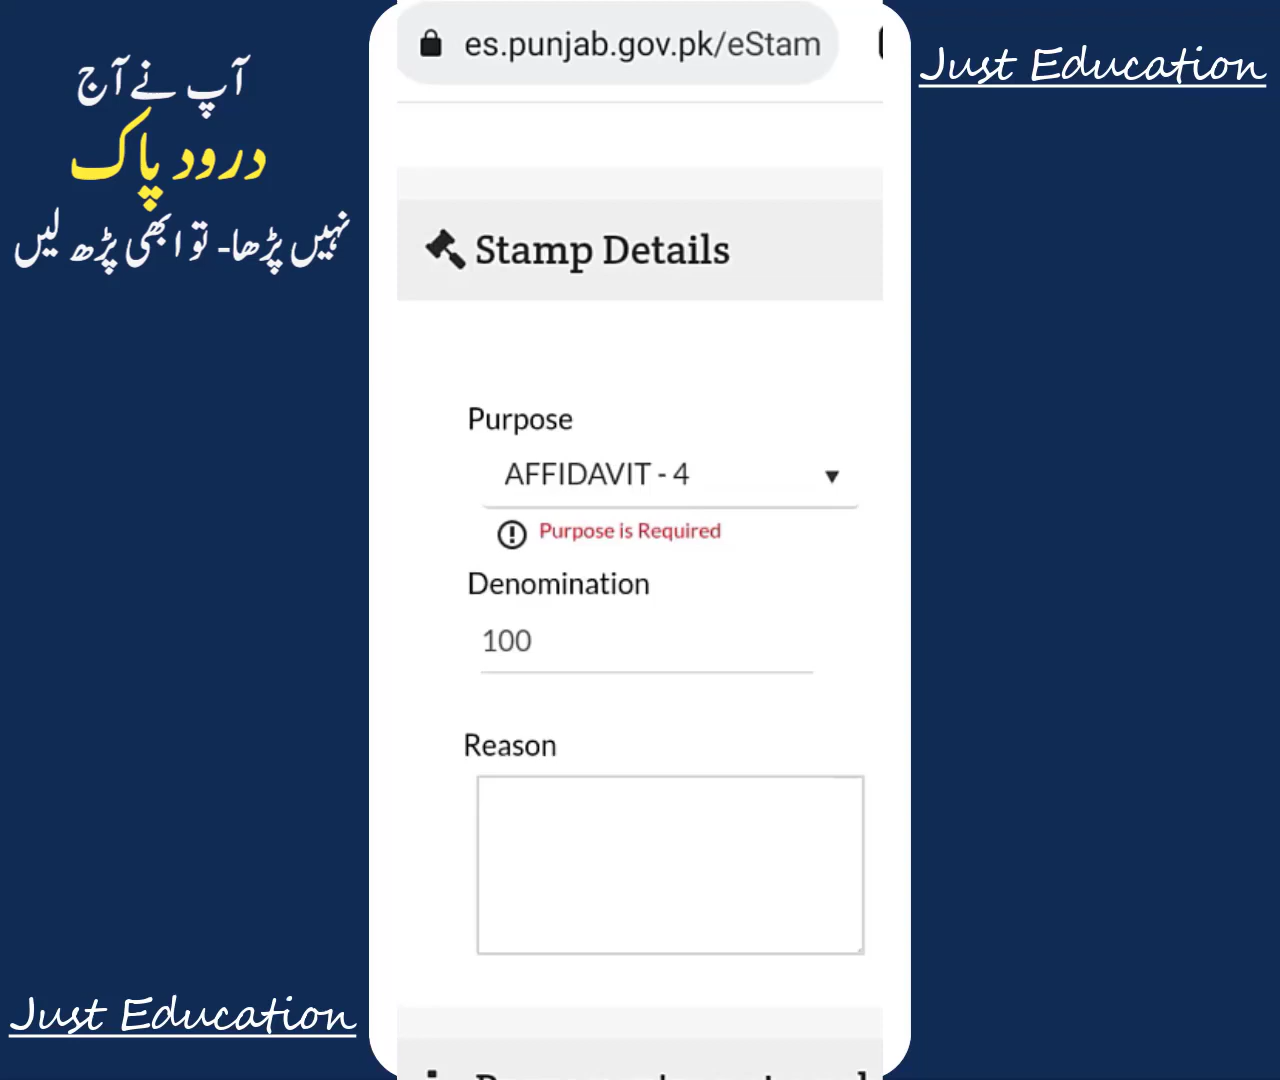 آپ نے آج
درود پاک
نہیں پڑھا- تو ابھی پڑھ لیں
Just Education
es.punjab.gov.pk/eStam
Stamp Details
Purpose
AFFIDAVIT - 4
Purpose is Required
Denomination
100
Reason
Just Education